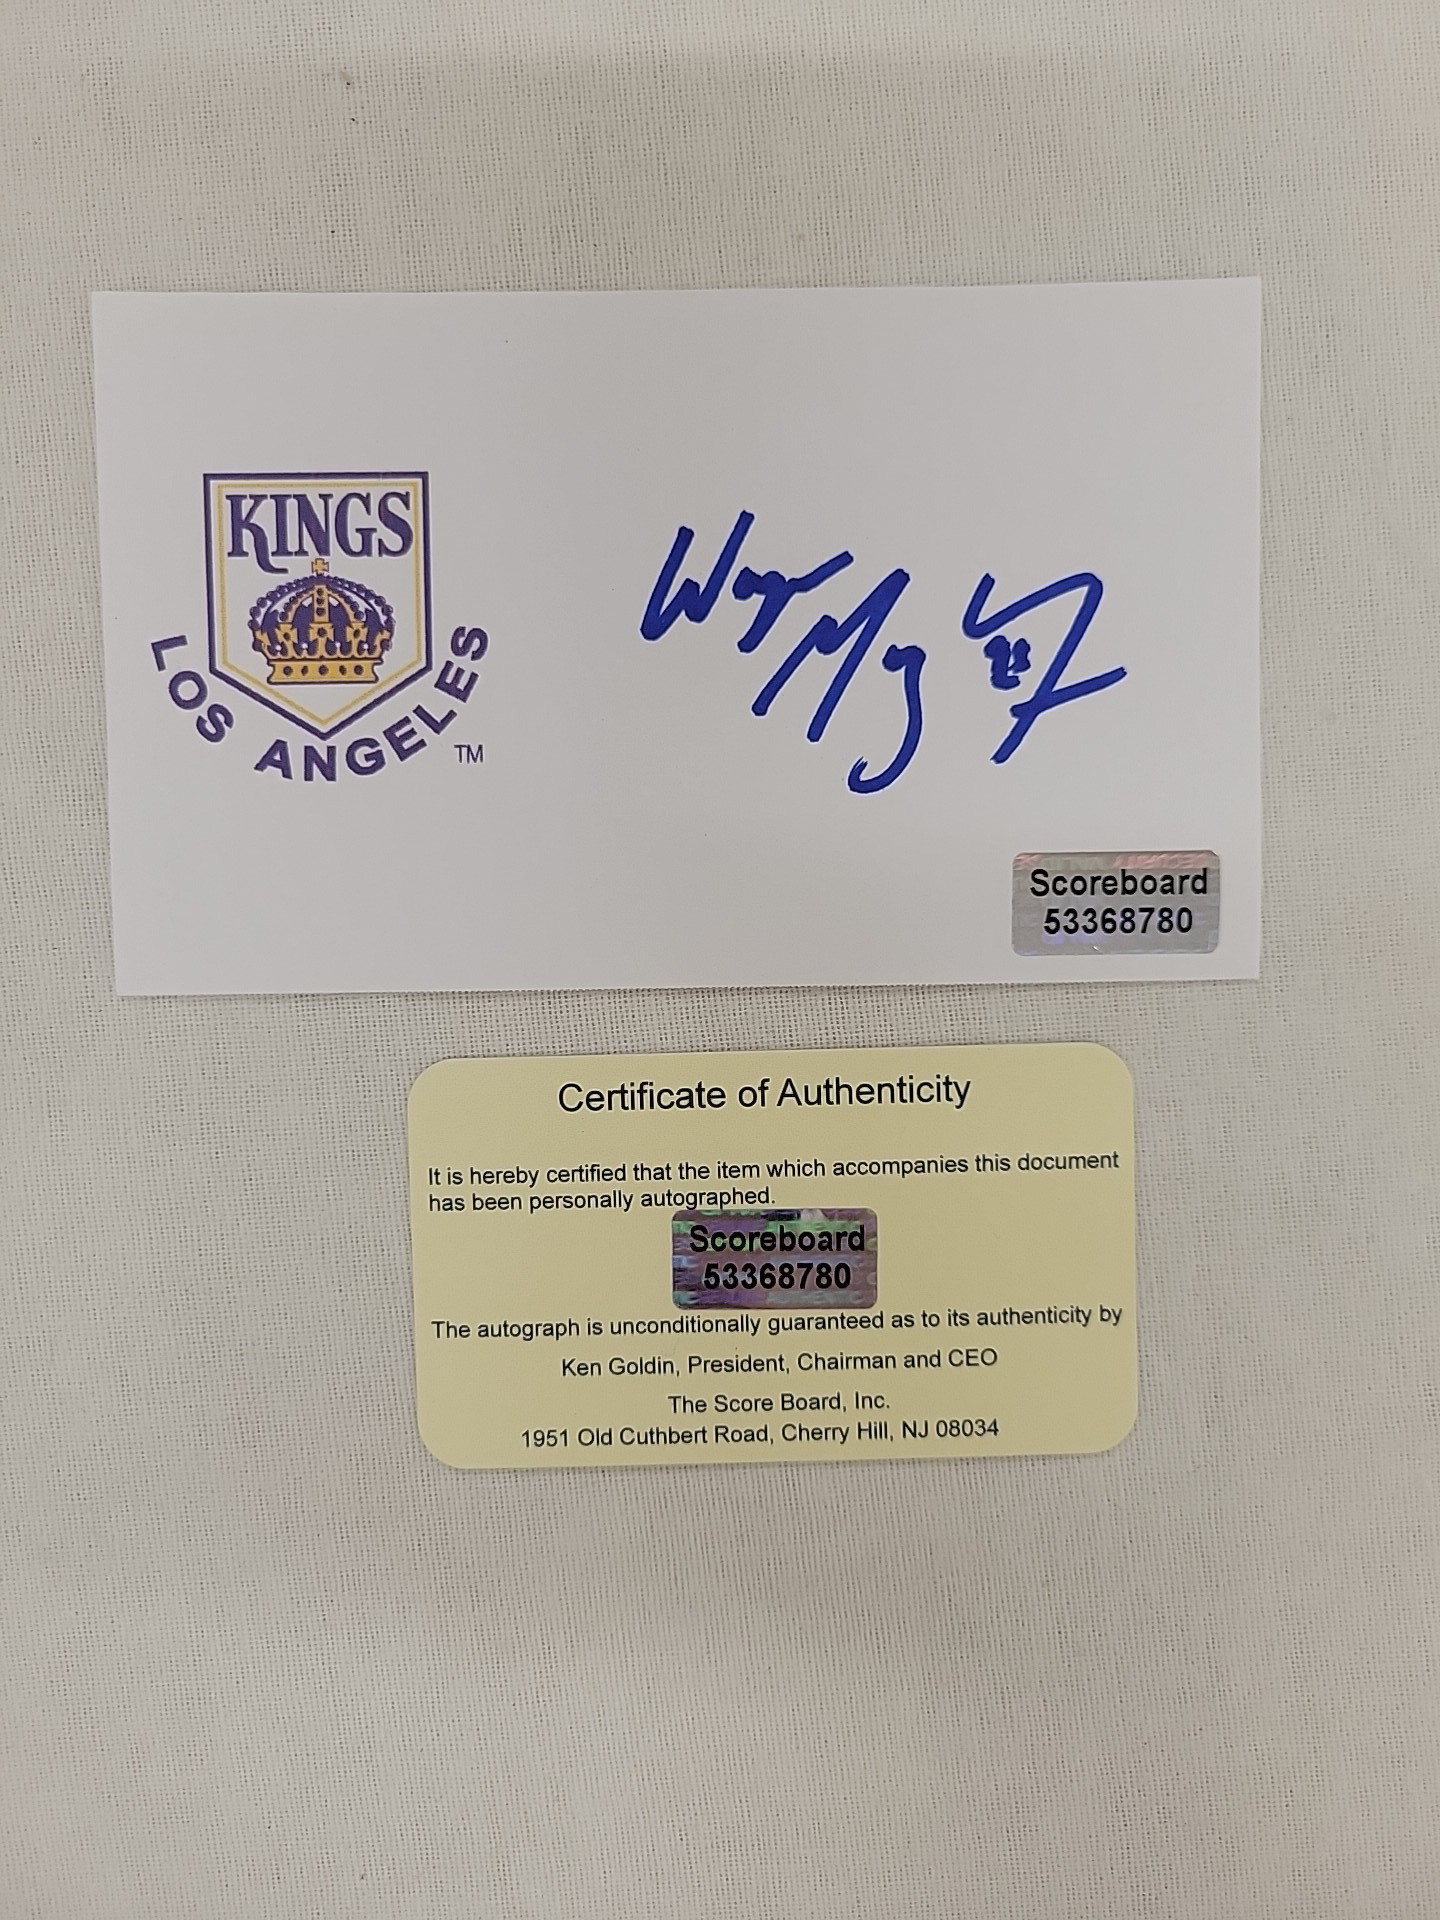 KINGS
LOS ANGELES
TM
Scoreboard
53368780
Certificate of Authenticity
It is hereby certified that the item which accompanies this document
has been personally autographed.
Scoreboard
53368780
The autograph is unconditionally guaranteed as to its authenticity by
Ken Goldin, President, Chairman and CEO
The Score Board, Inc.
1951 Old Cuthbert Road, Cherry Hill, NJ 08034